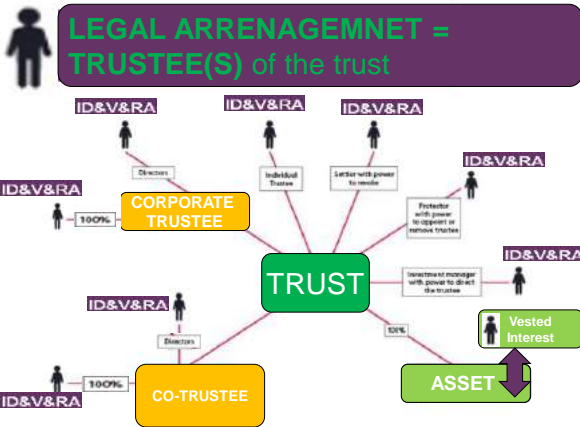 LEGAL ARRENAGEMNET =
TRUSTEE(S) of the trust
ID&V&RA
ID&V&RA
ID&V&RA
ID&V&RA
ID&V&RA
Directors
Individual
Trustee
Settler with power
to revoke
Protector
with power
to appoint or
remove trustee
100%
CORPORATE
TRUSTEE
TRUST
Investment manager
with power to direct
the trustee
ID&V&RA
ID&V&RA
Directors
100%
Vested
Interest
100%
ID&V&RA
CO-TRUSTEE
ASSET